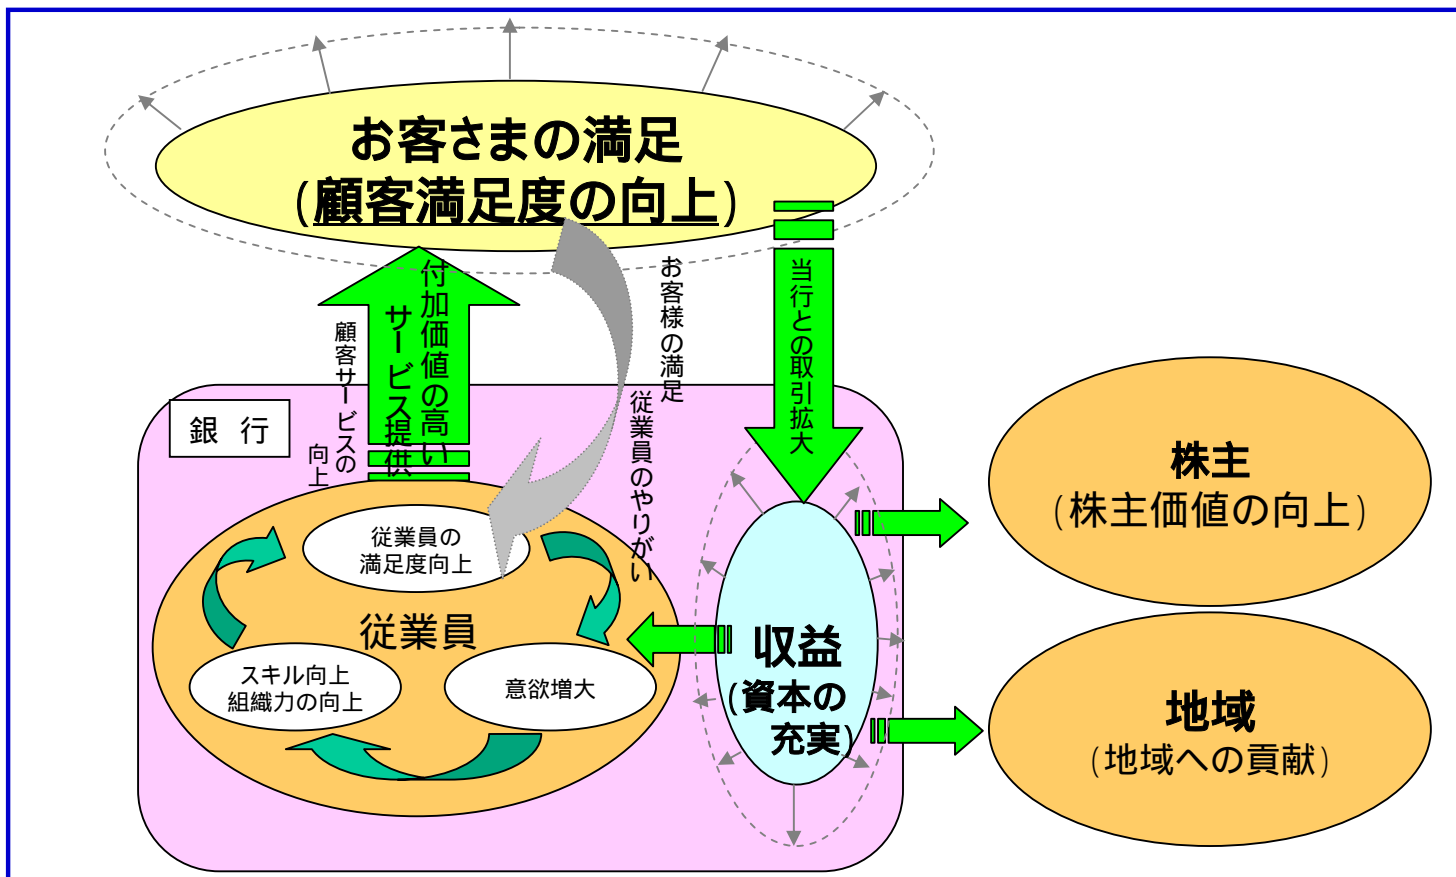 お客さまの満足
(顧客満足度の向上)
付加価値の高い
サービス提供
顧客サービスの
向上
お客様の満足
従業員のやりがい
当行との取引拡大
銀 行
従業員の
満足度向上
従業員
スキル向上
組織力の向上
意欲増大
収益
(資本の
充実)
株主
(株主価値の向上)
地域
(地域への貢献)